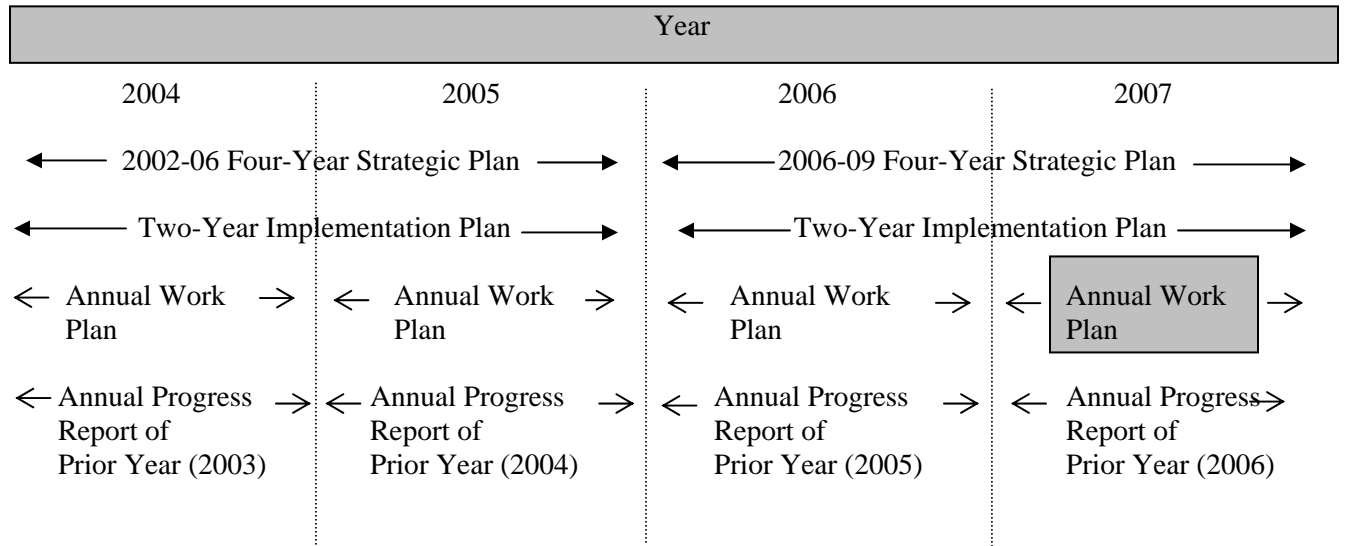 Year
2004 2005 2006 2007
2002-06 Four-Year Strategic Plan 2006-09 Four-Year Strategic Plan
Two-Year Implementation Plan Two-Year Implementation Plan
Annual Work Annual Work Annual Work Annual Work
Plan Plan Plan Plan
Annual Progress Annual Progress Annual Progress Annual Progress
Report of Report of Report of Report of
Prior Year (2003) Prior Year (2004) Prior Year (2005) Prior Year (2006)